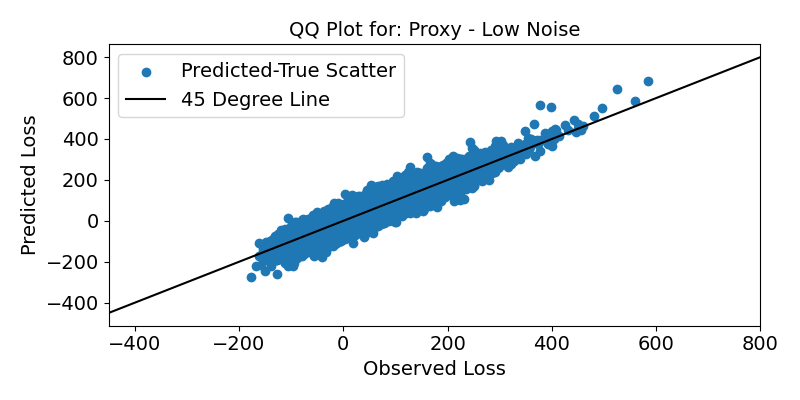 QQ Plot for: Proxy - Low Noise
Predicted-True Scatter
45 Degree Line
Predicted Loss
800
600
400
200
0
−200
−400
−400 −200 0 200 400 600 800
Observed Loss